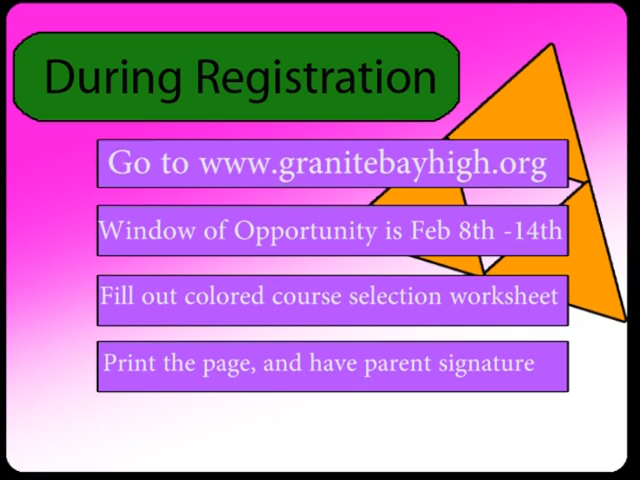 During Registration
Go to www.granitebayhigh.org
Window of Opportunity is Feb 8th -14th
Fill out colored course selection worksheet
Print the page, and have parent signature